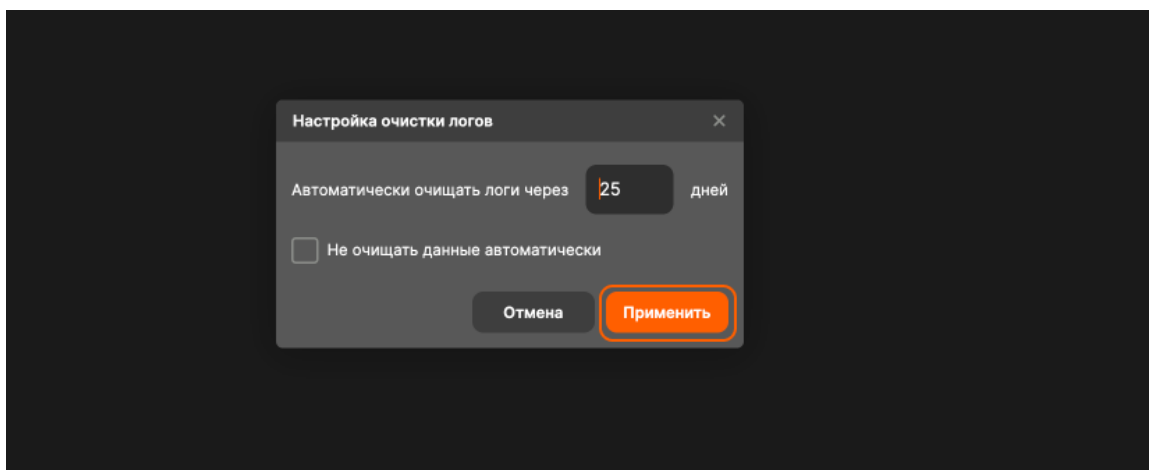 Настройка очистки логов
Автоматически очищать логи через 25 дней
Не очищать данные автоматически
Отмена Применить